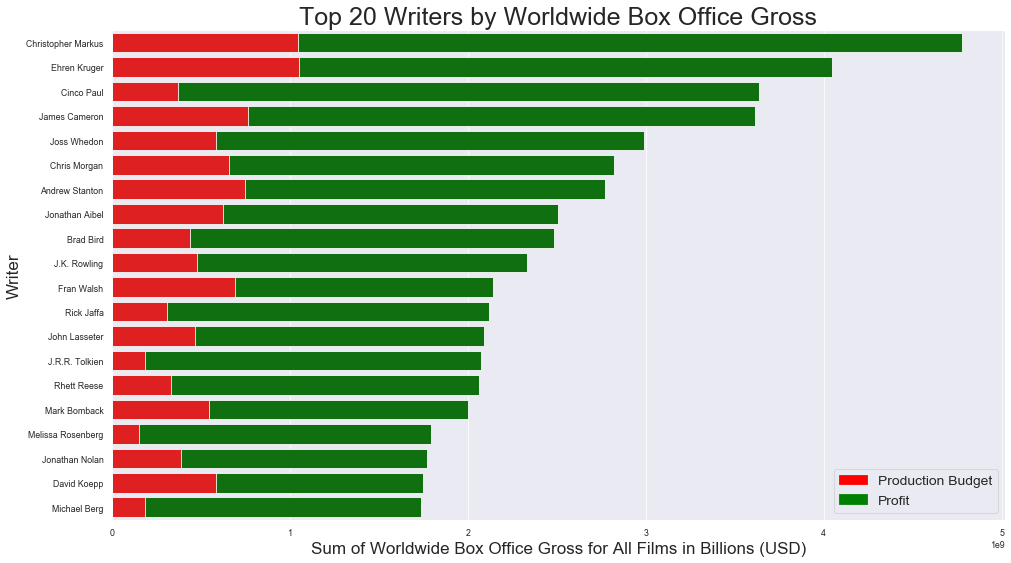 Top 20 Writers by Worldwide Box Office Gross
Writer
Christopher Markus
Ehren Kruger
Cinco Paul
James Cameron
Joss Whedon
Chris Morgan
Andrew Stanton
Jonathan Aibel
Brad Bird
J.K. Rowling
Fran Walsh
Rick Jaffa
John Lasseter
J.R.R. Tolkien
Rhett Reese
Mark Bomback
Melissa Rosenberg
Jonathan Nolan
David Koepp
Michael Berg
Production Budget
Profit
0 1 2 3 4 5
1e9
Sum of Worldwide Box Office Gross for All Films in Billions (USD)